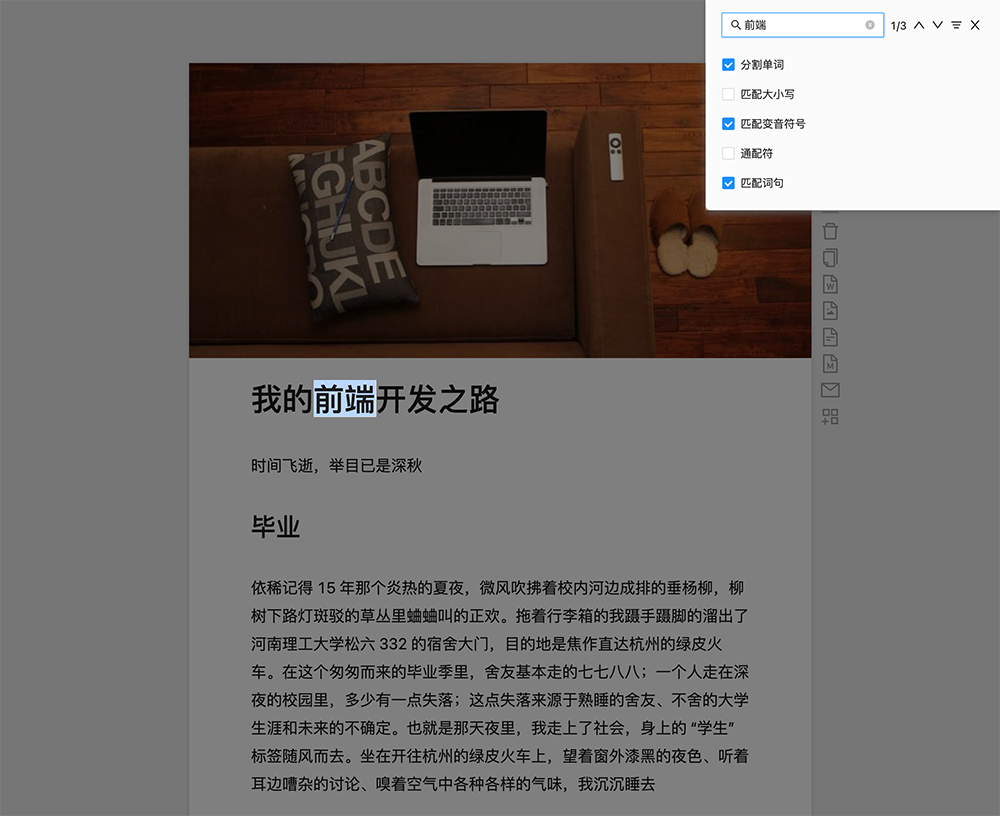 前端
1/3
分割单词
匹配大小写
匹配变音符号
通配符
匹配词句
ABCDE
FGHIJKL
W
M
我的前端开发之路
时间飞逝，举目已是深秋
毕业
依稀记得 15 年那个炎热的夏夜，微风吹拂着校内河边成排的垂杨柳，柳
树下路灯斑驳的草丛里蛐蛐叫的正欢。拖着行李箱的我蹑手蹑脚的溜出了
河南理工大学松六 332 的宿舍大门，目的地是焦作直达杭州的绿皮火
车。在这个匆匆而来的毕业季里，舍友基本走的七七八八；一个人走在深
夜的校园里，多少有一点失落；这点失落来源于熟睡的舍友、不舍的大学
生涯和未来的不确定。也就是那天夜里，我走上了社会，身上的 “学生”
标签随风而去。坐在开往杭州的绿皮火车上，望着窗外漆黑的夜色、听着
耳边嘈杂的讨论、嗅着空气中各种各样的气味，我沉沉睡去